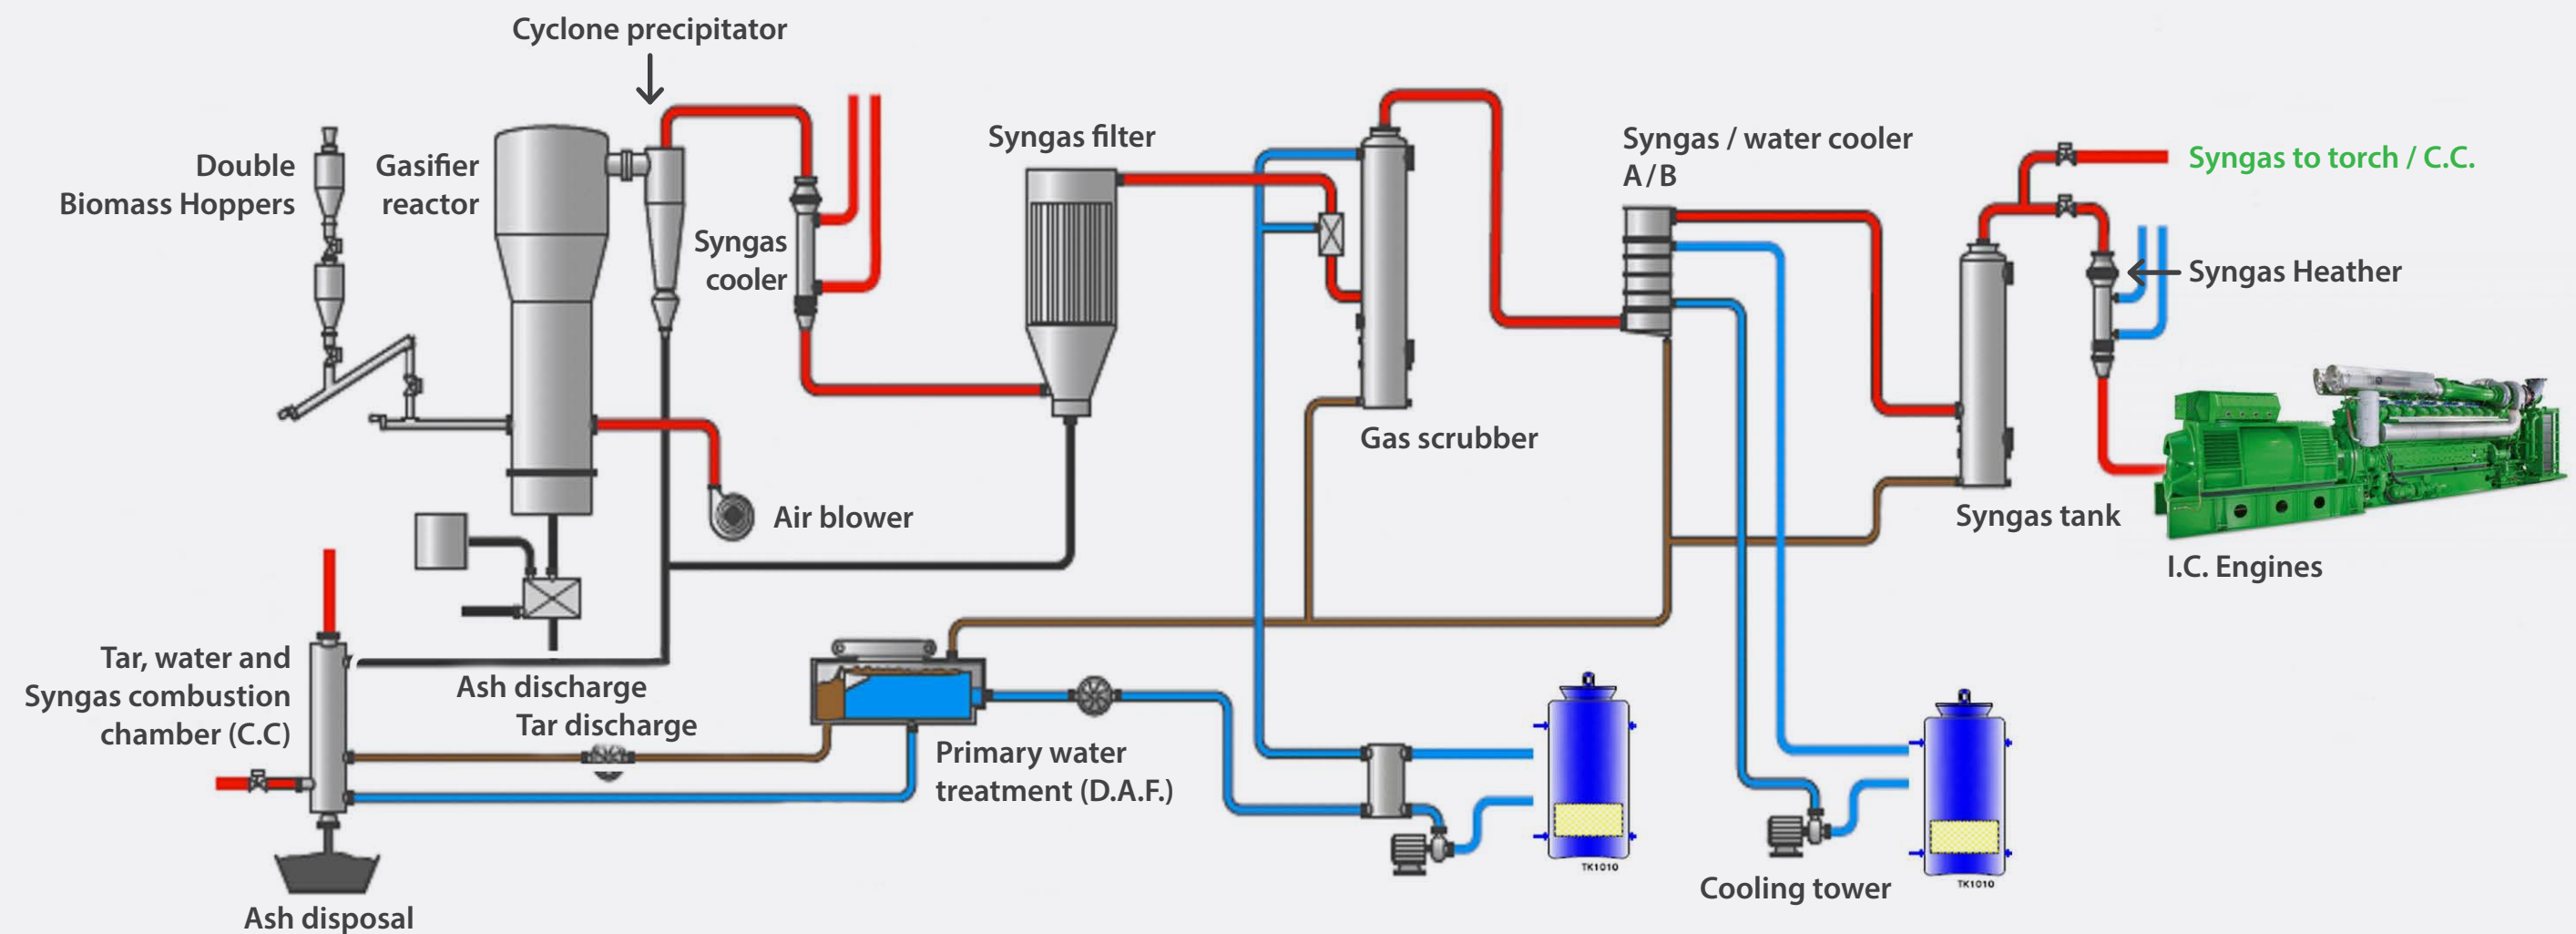 Cyclone precipitator
Double
Biomass Hoppers
Gasifier
reactor
Syngas
cooler
Syngas filter
Syngas / water cooler
A / B
Syngas to torch / C.C.
Syngas Heather
Gas scrubber
Air blower
Syngas tank
I.C. Engines
Tar, water and
Syngas combustion
chamber (C.C)
Ash discharge
Tar discharge
Primary water
treatment (D.A.F.)
TK1010
Cooling tower
TK1010
Ash disposal